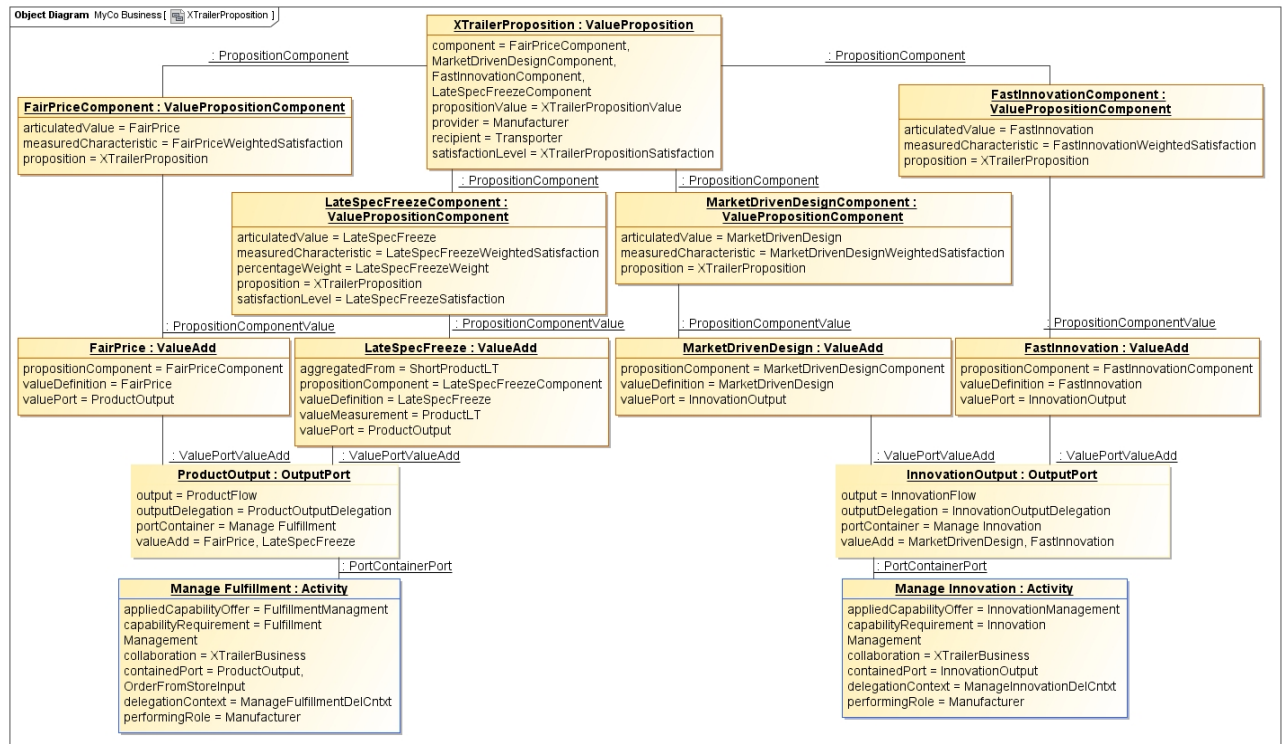 Object Diagram MyCo Business [ XTrailerProposition ]
XTrailerProposition : ValueProposition
component = FairPriceComponent,
MarketDrivenDesignComponent,
FastInnovationComponent,
LateSpecFreezeComponent
propositionValue = XTrailerPropositionValue
provider = Manufacturer
recipient = Transporter
satisfactionLevel = XTrailerPropositionSatisfaction
: PropositionComponent
: PropositionComponent
FairPriceComponent : ValuePropositionComponent
articulatedValue = FairPrice
measuredCharacteristic = FairPriceWeightedSatisfaction
proposition = XTrailerProposition
FastInnovationComponent :
ValuePropositionComponent
articulatedValue = FastInnovation
measuredCharacteristic = FastInnovationWeightedSatisfaction
proposition = XTrailerProposition
: PropositionComponent
: PropositionComponent
LateSpecFreezeComponent :
ValuePropositionComponent
articulatedValue = LateSpecFreeze
measuredCharacteristic = LateSpecFreezeWeightedSatisfaction
percentageWeight = LateSpecFreezeWeight
proposition = XTrailerProposition
satisfactionLevel = LateSpecFreezeSatisfaction
MarketDrivenDesignComponent :
ValuePropositionComponent
articulatedValue = MarketDrivenDesign
measuredCharacteristic = MarketDrivenDesignWeightedSatisfaction
proposition = XTrailerProposition
: PropositionComponentValue
: PropositionComponentValue
: PropositionComponentValue
: PropositionComponentValue
FairPrice : ValueAdd
propositionComponent = FairPriceComponent
valueDefinition = FairPrice
valuePort = ProductOutput
LateSpecFreeze : ValueAdd
aggregatedFrom = ShortProductLT
propositionComponent = LateSpecFreezeComponent
valueDefinition = LateSpecFreeze
valueMeasurement = ProductLT
valuePort = ProductOutput
MarketDrivenDesign : ValueAdd
propositionComponent = MarketDrivenDesignComponent
valueDefinition = MarketDrivenDesign
valuePort = InnovationOutput
FastInnovation : ValueAdd
propositionComponent = FastInnovationComponent
valueDefinition = FastInnovation
valuePort = InnovationOutput
: ValuePortValueAdd
: ValuePortValueAdd
: ValuePortValueAdd
: ValuePortValueAdd
ProductOutput : OutputPort
output = ProductFlow
outputDelegation = ProductOutputDelegation
portContainer = Manage Fulfillment
valueAdd = FairPrice, LateSpecFreeze
InnovationOutput : OutputPort
output = InnovationFlow
outputDelegation = InnovationOutputDelegation
portContainer = Manage Innovation
valueAdd = MarketDrivenDesign, FastInnovation
: PortContainerPort
: PortContainerPort
Manage Fulfillment : Activity
appliedCapabilityOffer = FulfillmentManagment
capabilityRequirement = Fulfillment
Management
collaboration = XTrailerBusiness
containedPort = ProductOutput,
OrderFromStoreInput
delegationContext = ManageFulfillmentDelCntxt
performingRole = Manufacturer
Manage Innovation : Activity
appliedCapabilityOffer = InnovationManagement
capabilityRequirement = Innovation
Management
collaboration = XTrailerBusiness
containedPort = InnovationOutput
delegationContext = ManageInnovationDelCntxt
performingRole = Manufacturer